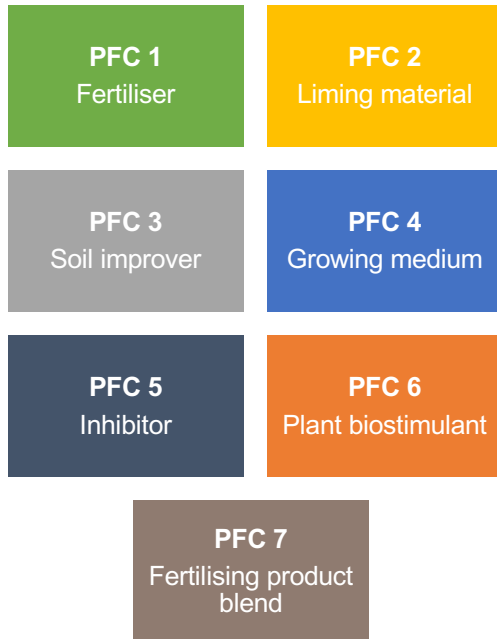 PFC 1
Fertiliser
PFC 2
Liming material
PFC 3
Soil improver
PFC 4
Growing medium
PFC 5
Inhibitor
PFC 6
Plant biostimulant
PFC 7
Fertilising product
blend